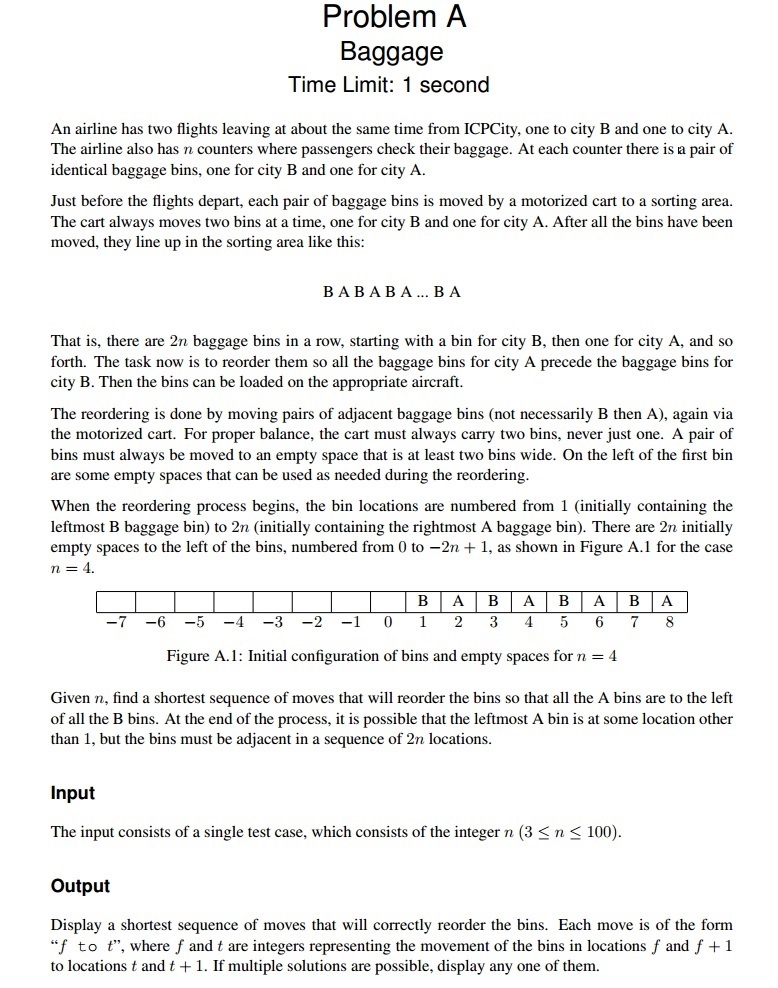 Problem A
Baggage
Time Limit: 1 second
An airline has two flights leaving at about the same time from ICPCity, one to city B and one to city A.
The airline also has n counters where passengers check their baggage. At each counter there is a pair of
identical baggage bins, one for city B and one for city A.
Just before the flights depart, each pair of baggage bins is moved by a motorized cart to a sorting area.
The cart always moves two bins at a time, one for city B and one for city A. After all the bins have been
moved, they line up in the sorting area like this:
B A B A B A ... B A
That is, there are 2n baggage bins in a row, starting with a bin for city B, then one for city A, and so
forth. The task now is to reorder them so all the baggage bins for city A precede the baggage bins for
city B. Then the bins can be loaded on the appropriate aircraft.
The reordering is done by moving pairs of adjacent baggage bins (not necessarily B then A), again via
the motorized cart. For proper balance, the cart must always carry two bins, never just one. A pair of
bins must always be moved to an empty space that is at least two bins wide. On the left of the first bin
are some empty spaces that can be used as needed during the reordering.
When the reordering process begins, the bin locations are numbered from 1 (initially containing the
leftmost B baggage bin) to 2n (initially containing the rightmost A baggage bin). There are 2n initially
empty spaces to the left of the bins, numbered from 0 to −2n + 1, as shown in Figure A.1 for the case
n = 4.
B A B A B A B A
−7 −6 −5 −4 −3 −2 −1 0 1 2 3 4 5 6 7 8
Figure A.1: Initial configuration of bins and empty spaces for n = 4
Given n, find a shortest sequence of moves that will reorder the bins so that all the A bins are to the left
of all the B bins. At the end of the process, it is possible that the leftmost A bin is at some location other
than 1, but the bins must be adjacent in a sequence of 2n locations.
Input
The input consists of a single test case, which consists of the integer n (3 ≤ n ≤ 100).
Output
Display a shortest sequence of moves that will correctly reorder the bins. Each move is of the form
“f to t”, where f and t are integers representing the movement of the bins in locations f and f + 1
to locations t and t + 1. If multiple solutions are possible, display any one of them.